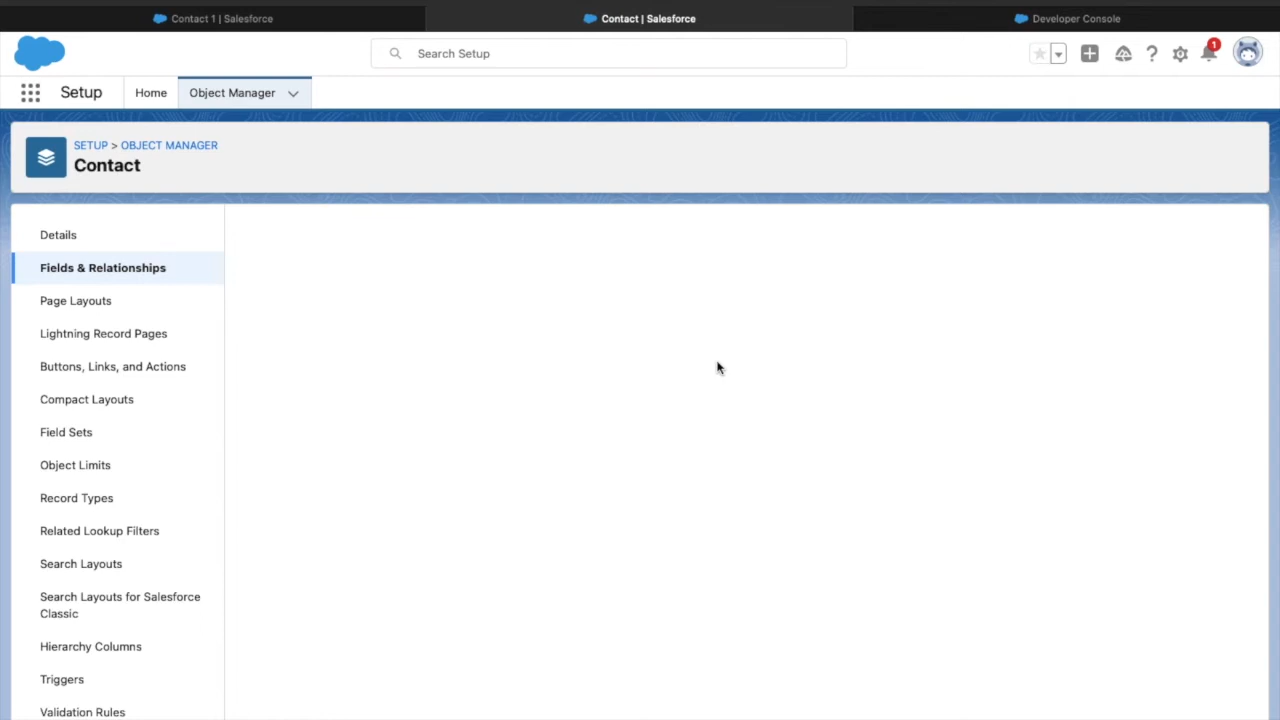 Contact 1 | Salesforce
Contact | Salesforce
Developer Console
Search Setup
1
Setup
Home
Object Manager
SETUP > OBJECT MANAGER
Contact
Details
Fields & Relationships
Page Layouts
Lightning Record Pages
Buttons, Links, and Actions
Compact Layouts
Field Sets
Object Limits
Record Types
Related Lookup Filters
Search Layouts
Search Layouts for Salesforce
Classic
Hierarchy Columns
Triggers
Validation Rules